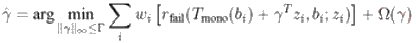 γ̂ = arg min_{‖γ‖∞≤Γ} ∑_i w_i [r_fail(T_mono(b_i) + γ^T z_i, b_i; z_i)] + Ω(γ)